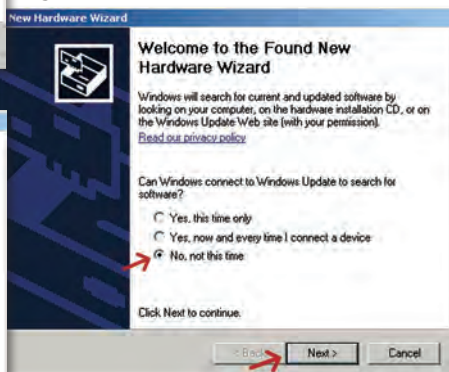 New Hardware Wizard
Welcome to the Found New
Hardware Wizard
Windows will search for current and updated software by
looking on your computer, on the hardware installation CD, or on
the Windows Update Web site (with your permission).
Read our privacy policy
Can Windows connect to Windows Update to search for
software?
Yes, this time only
Yes, now and every time I connect a device
No, not this time
Click Next to continue.
< Back Next > Cancel